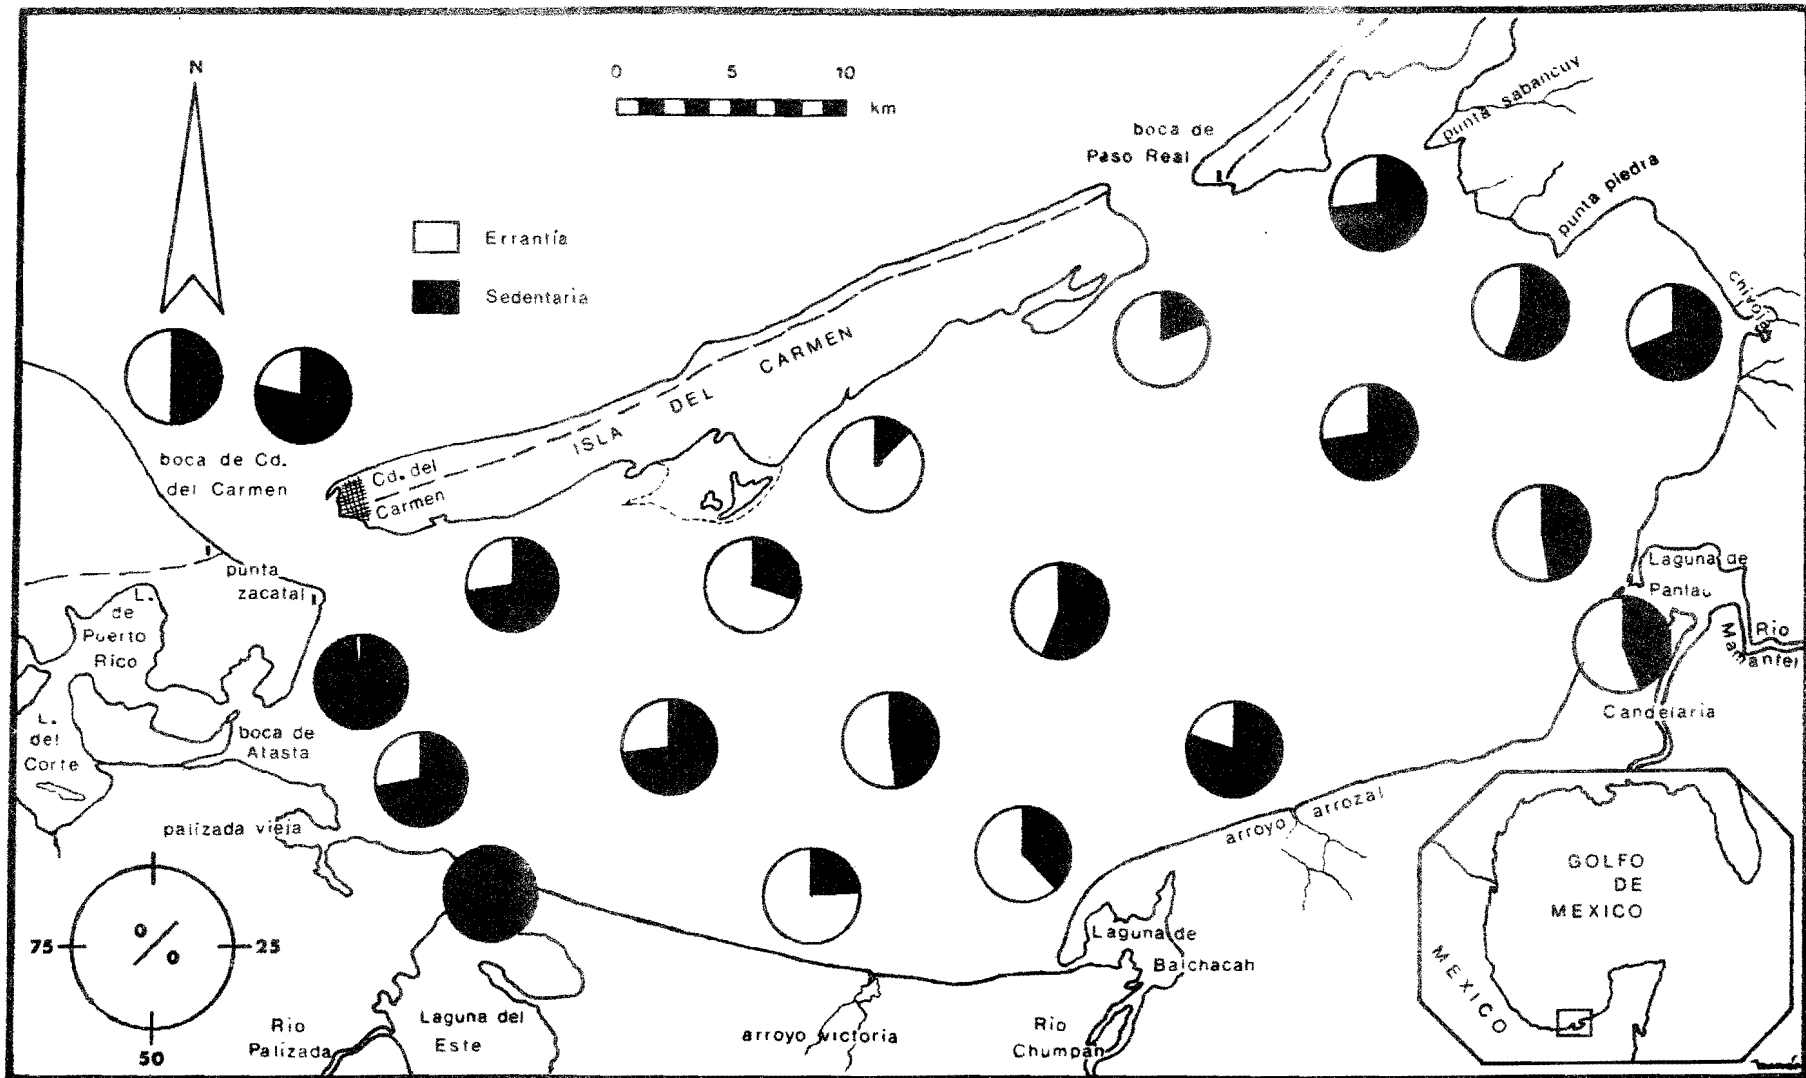 N
0 5 10
km
Errantía
Sedentaria
boca de
Paso Real
punta sabancuy
punta piedra
chivoja
ISLA DEL CARMEN
Cd. del
Carmen
boca de Cd.
del Carmen
punta
zacatal
L.
de
Puerto
Rico
L.
del
Corte
boca de
Atasta
palizada vieja
Laguna de
Panlau
Rio
Mamantel
Candelaria
arroyo arrozal
Laguna de
Balchacah
Rio
Chumpan
arroyo victoria
Laguna del
Este
Rio
Palizada
%
75
25
50
GOLFO
DE
MEXICO
MEXICO